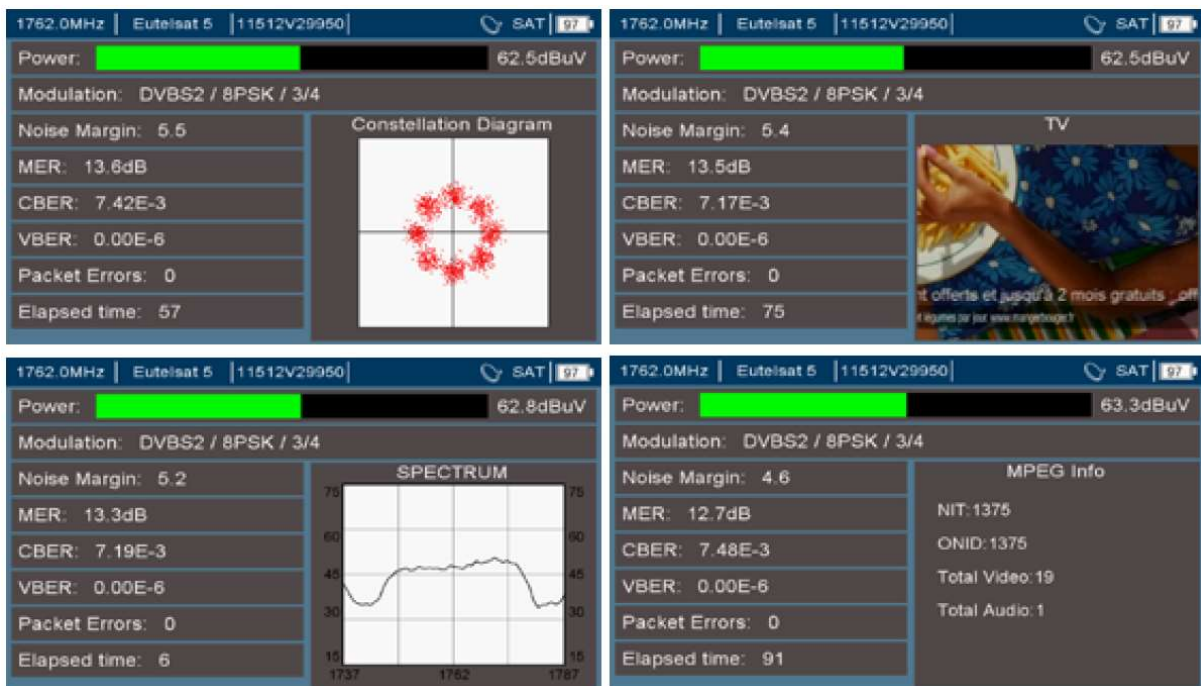 1762.0MHz | Eutelsat 5 |11512V29950| SAT 97
Power: 62.5dBuV
Modulation: DVBS2 / 8PSK / 3/4
Noise Margin: 5.5
MER: 13.6dB
CBER: 7.42E-3
VBER: 0.00E-6
Packet Errors: 0
Elapsed time: 57
Constellation Diagram
1762.0MHz | Eutelsat 5 |11512V29950| SAT 97
Power: 62.5dBuV
Modulation: DVBS2 / 8PSK / 3/4
Noise Margin: 5.4
MER: 13.5dB
CBER: 7.17E-3
VBER: 0.00E-6
Packet Errors: 0
Elapsed time: 75
TV
nt offerts et jusqu'à 2 mois gratuits off
légumes par jour www.mangerbouger.fr
1762.0MHz | Eutelsat 5 |11512V29950| SAT 97
Power: 62.8dBuV
Modulation: DVBS2 / 8PSK / 3/4
Noise Margin: 5.2
MER: 13.3dB
CBER: 7.19E-3
VBER: 0.00E-6
Packet Errors: 0
Elapsed time: 6
SPECTRUM
75 75
60 60
45 45
30 30
15 15
1737 1762 1787
1762.0MHz | Eutelsat 5 |11512V29950| SAT 97
Power: 63.3dBuV
Modulation: DVBS2 / 8PSK / 3/4
Noise Margin: 4.6
MER: 12.7dB
CBER: 7.48E-3
VBER: 0.00E-6
Packet Errors: 0
Elapsed time: 91
MPEG Info
NIT:1375
ONID:1375
Total Video:19
Total Audio:1